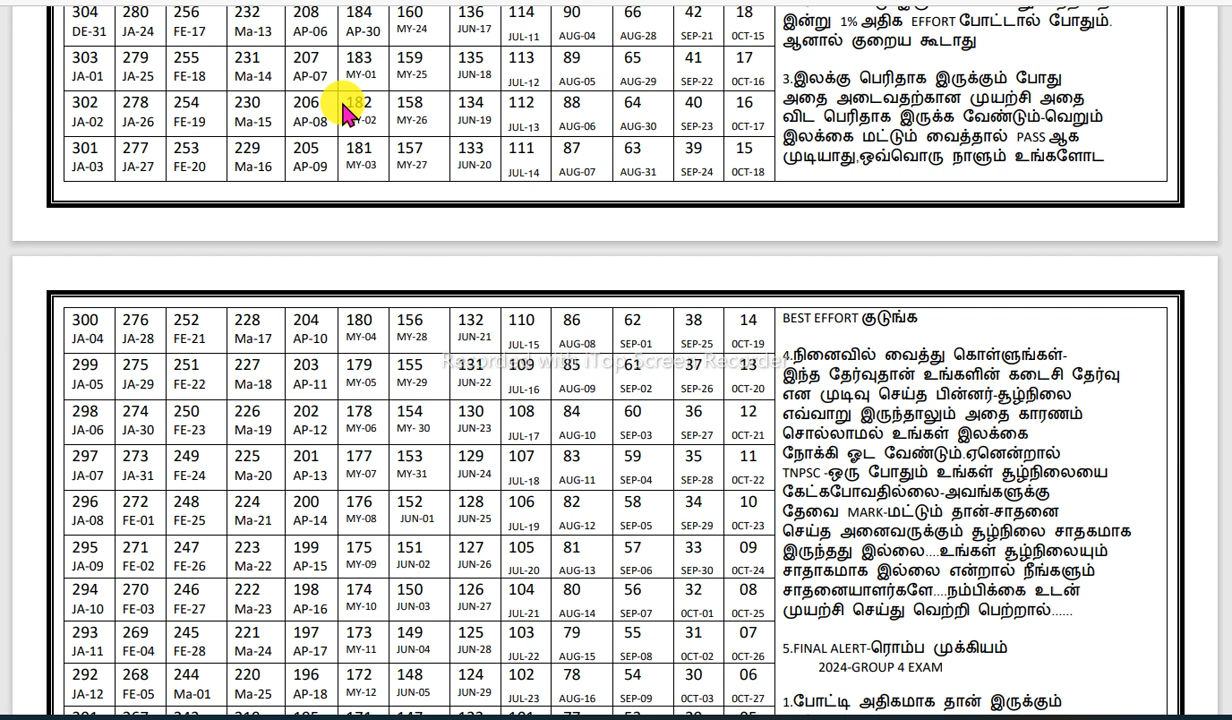 304 280 256 232 208 184 160 136 114 90 66 42 18
DE-31 JA-24 FE-17 Ma-13 AP-06 AP-30 MY-24 JUN-17 JUL-11 AUG-04 AUG-28 SEP-21 OCT-15
303 279 255 231 207 183 159 135 113 89 65 41 17
JA-01 JA-25 FE-18 Ma-14 AP-07 MY-01 MY-25 JUN-18 JUL-12 AUG-05 AUG-29 SEP-22 OCT-16
302 278 254 230 206 182 158 134 112 88 64 40 16
JA-02 JA-26 FE-19 Ma-15 AP-08 MY-02 MY-26 JUN-19 JUL-13 AUG-06 AUG-30 SEP-23 OCT-17
301 277 253 229 205 181 157 133 111 87 63 39 15
JA-03 JA-27 FE-20 Ma-16 AP-09 MY-03 MY-27 JUN-20 JUL-14 AUG-07 AUG-31 SEP-24 OCT-18
இன்று 1% அதிக EFFORT போட்டால் போதும்.
ஆனால் குறைய கூடாது
3.இலக்கு பெரிதாக இருக்கும் போது
அதை அடைவதற்கான முயற்சி அதை
விட பெரிதாக இருக்க வேண்டும்-வெறும்
இலக்கை மட்டும் வைத்தால் PASS ஆக
முடியாது,ஒவ்வொரு நாளும் உங்களோட
300 276 252 228 204 180 156 132 110 86 62 38 14
JA-04 JA-28 FE-21 Ma-17 AP-10 MY-04 MY-28 JUN-21 JUL-15 AUG-08 SEP-01 SEP-25 OCT-19
299 275 251 227 203 179 155 131 109 85 61 37 13
JA-05 JA-29 FE-22 Ma-18 AP-11 MY-05 MY-29 JUN-22 JUL-16 AUG-09 SEP-02 SEP-26 OCT-20
298 274 250 226 202 178 154 130 108 84 60 36 12
JA-06 JA-30 FE-23 Ma-19 AP-12 MY-06 MY- 30 JUN-23 JUL-17 AUG-10 SEP-03 SEP-27 OCT-21
297 273 249 225 201 177 153 129 107 83 59 35 11
JA-07 JA-31 FE-24 Ma-20 AP-13 MY-07 MY-31 JUN-24 JUL-18 AUG-11 SEP-04 SEP-28 OCT-22
296 272 248 224 200 176 152 128 106 82 58 34 10
JA-08 FE-01 FE-25 Ma-21 AP-14 MY-08 JUN-01 JUN-25 JUL-19 AUG-12 SEP-05 SEP-29 OCT-23
295 271 247 223 199 175 151 127 105 81 57 33 09
JA-09 FE-02 FE-26 Ma-22 AP-15 MY-09 JUN-02 JUN-26 JUL-20 AUG-13 SEP-06 SEP-30 OCT-24
294 270 246 222 198 174 150 126 104 80 56 32 08
JA-10 FE-03 FE-27 Ma-23 AP-16 MY-10 JUN-03 JUN-27 JUL-21 AUG-14 SEP-07 OCT-01 OCT-25
293 269 245 221 197 173 149 125 103 79 55 31 07
JA-11 FE-04 FE-28 Ma-24 AP-17 MY-11 JUN-04 JUN-28 JUL-22 AUG-15 SEP-08 OCT-02 OCT-26
292 268 244 220 196 172 148 124 102 78 54 30 06
JA-12 FE-05 Ma-01 Ma-25 AP-18 MY-12 JUN-05 JUN-29 JUL-23 AUG-16 SEP-09 OCT-03 OCT-27
Recorded with iTop Screen Recorder
BEST EFFORT குடுங்க
4.நினைவில் வைத்து கொள்ளுங்கள்-
இந்த தேர்வுதான் உங்களின் கடைசி தேர்வு
என முடிவு செய்த பின்னர்-சூழ்நிலை
எவ்வாறு இருந்தாலும் அதை காரணம்
சொல்லாமல் உங்கள் இலக்கை
நோக்கி ஓட வேண்டும்.ஏனென்றால்
TNPSC -ஒரு போதும் உங்கள் சூழ்நிலையை
கேட்கபோவதில்லை-அவங்களுக்கு
தேவை MARK-மட்டும் தான்-சாதனை
செய்த அனைவருக்கும் சூழ்நிலை சாதகமாக
இருந்தது இல்லை....உங்கள் சூழ்நிலையும்
சாதாகமாக இல்லை என்றால் நீங்களும்
சாதனையாளர்களே....நம்பிக்கை உடன்
முயற்சி செய்து வெற்றி பெற்றால்......
5.FINAL ALERT-ரொம்ப முக்கியம்
2024-GROUP 4 EXAM
1.போட்டி அதிகமாக தான் இருக்கும்